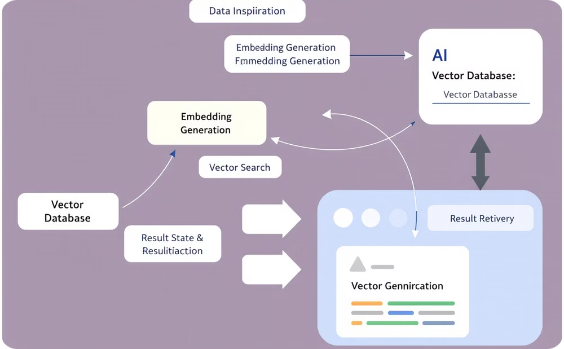 Data Inspiiration
Embedding Generation
Fmmedding Generation
AI
Vector Database:
Vector Databasse
Embedding
Generation
Vector Search
Vector
Database
Result State &
Resulitiaction
Result Retivery
Vector Gennircation